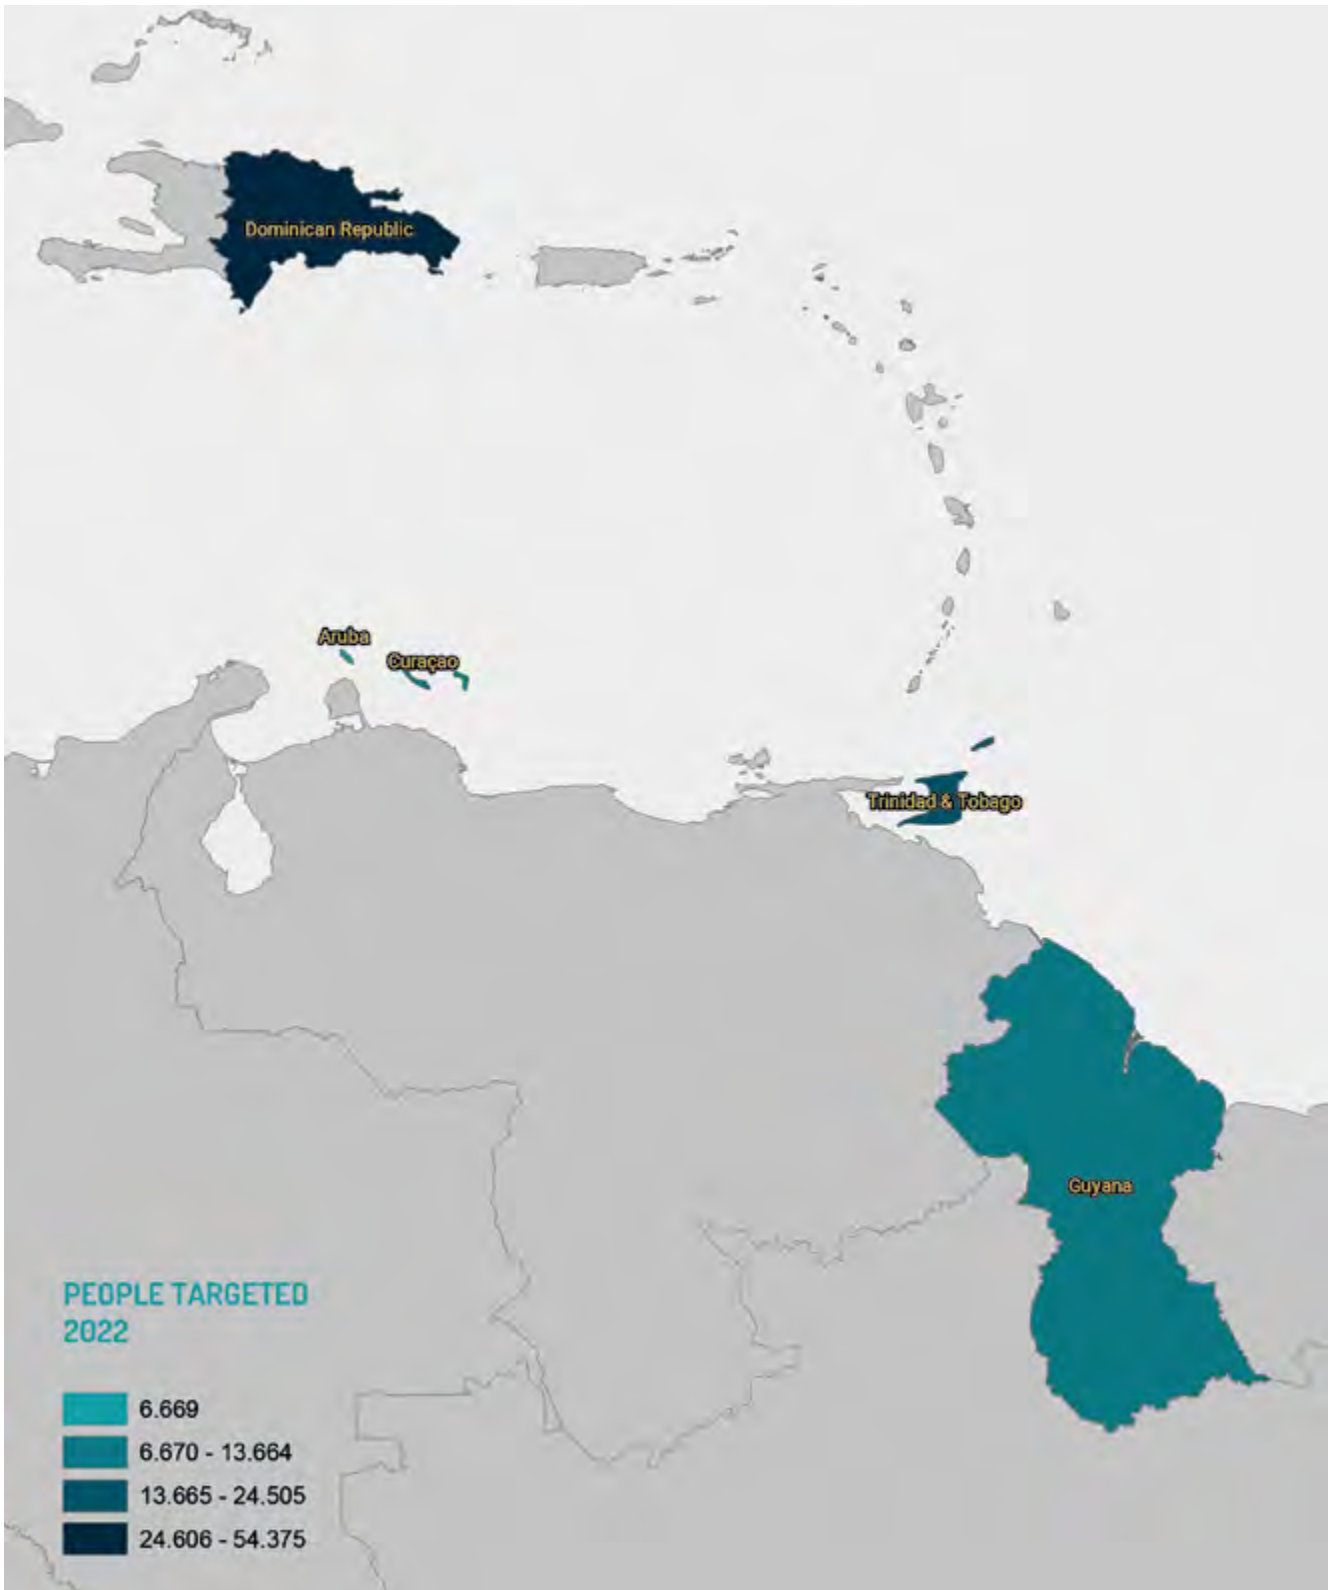 Dominican Republic
Aruba
Curaçao
Trinidad & Tobago
Guyana
PEOPLE TARGETED
2022
6.669
6.670 - 13.664
13.665 - 24.505
24.606 - 54.375